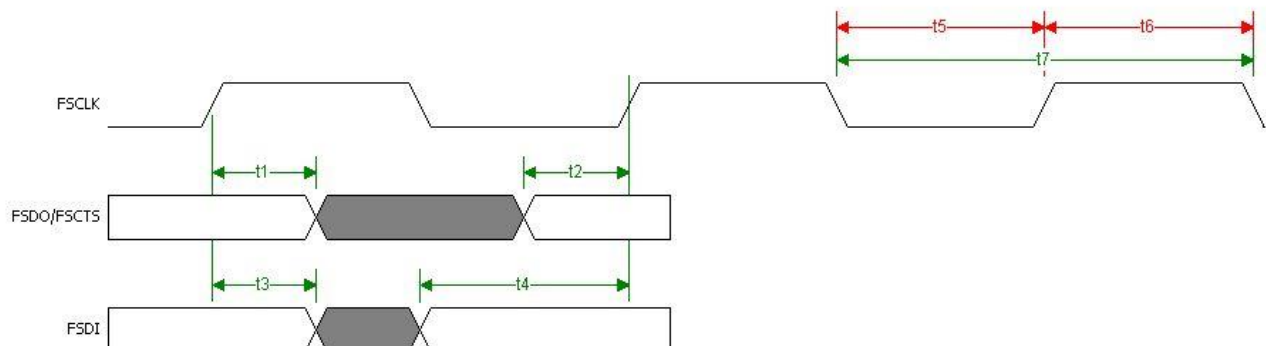 t5 t6
t7
FSCLK
t1 t2
FSDO/FSCTS
t3 t4
FSDI